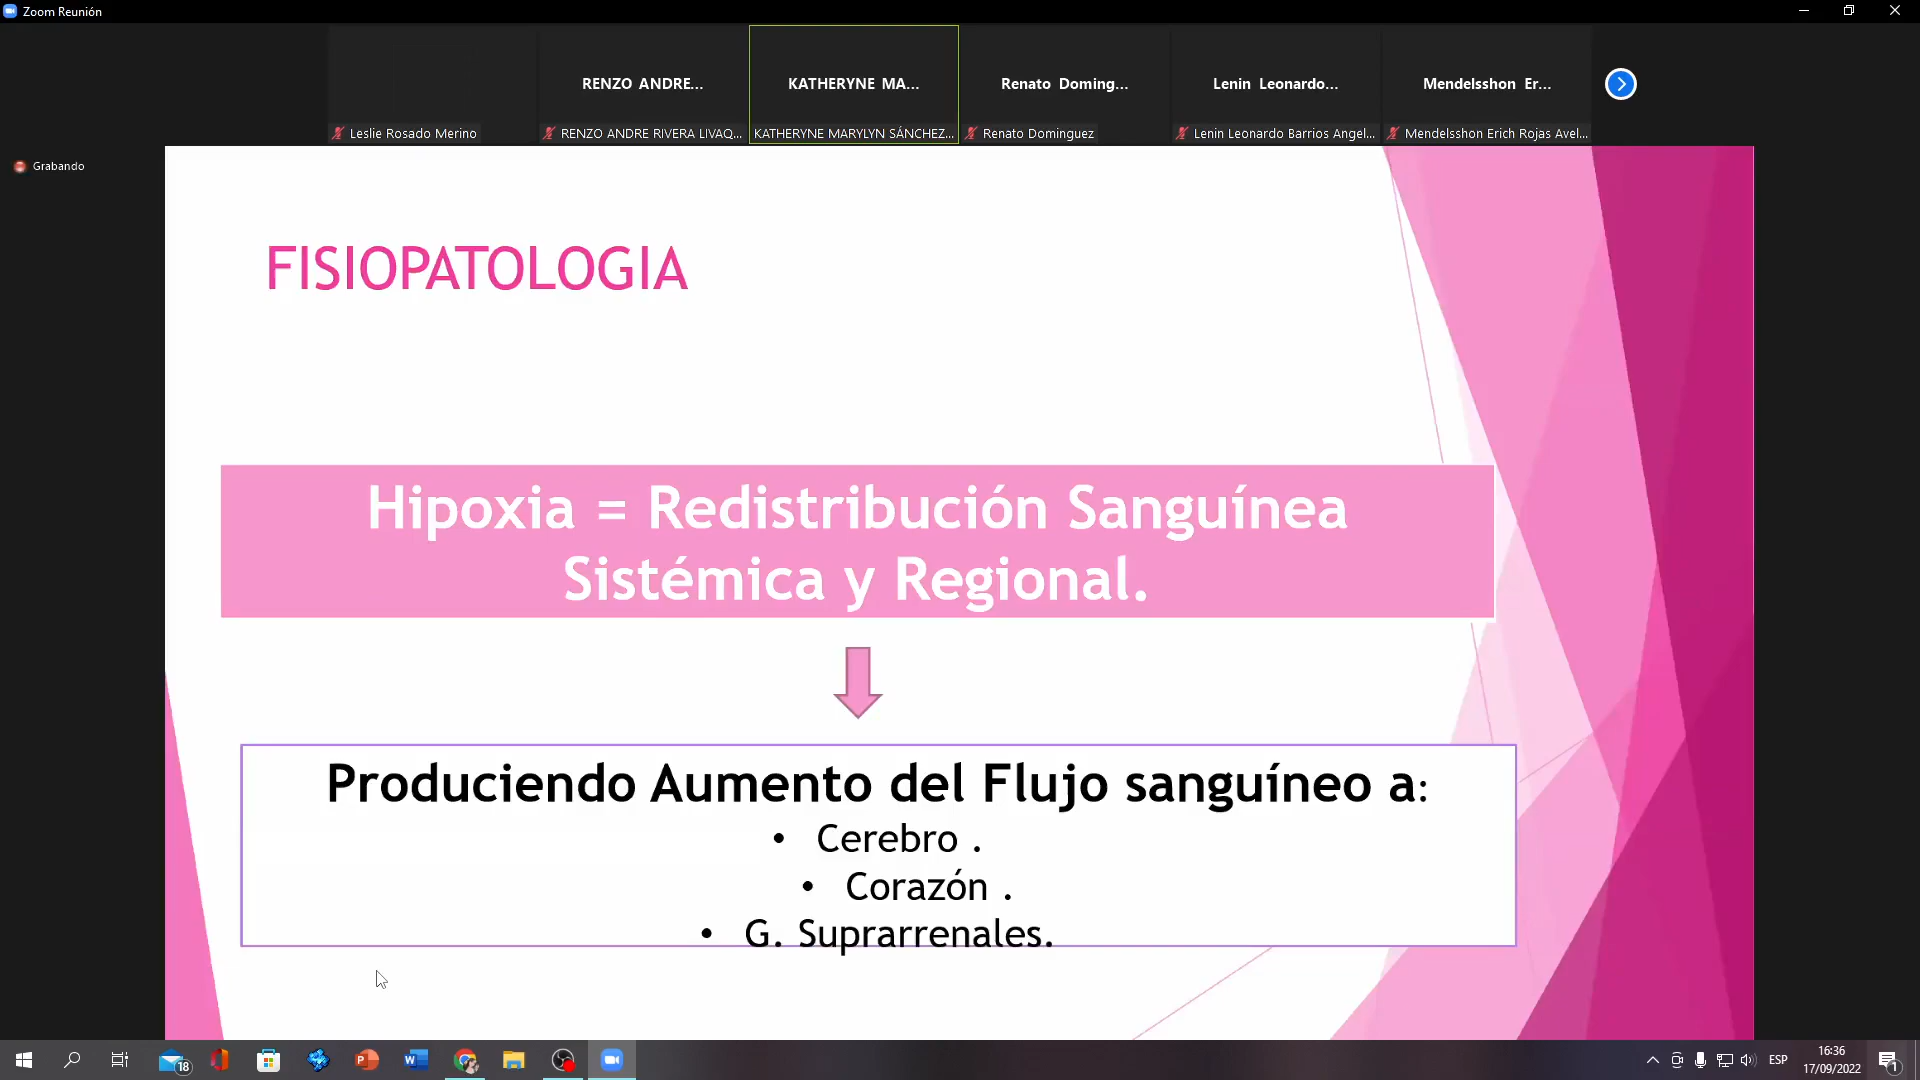 Zoom Reunión
RENZO ANDRE...
KATHERYNE MA...
Renato Doming...
Lenin Leonardo...
Mendelsshon Er...
Leslie Rosado Merino
RENZO ANDRE RIVERA LIVAQ...
KATHERYNE MARYLYN SÁNCHEZ...
Renato Dominguez
Lenin Leonardo Barrios Angel...
Mendelsshon Erich Rojas Avel...
Grabando
FISIOPATOLOGIA
Hipoxia = Redistribución Sanguínea
Sistémica y Regional.
Produciendo Aumento del Flujo sanguíneo a:
• Cerebro .
• Corazón .
• G. Suprarrenales.
18
ESP
16:36
17/09/2022
1